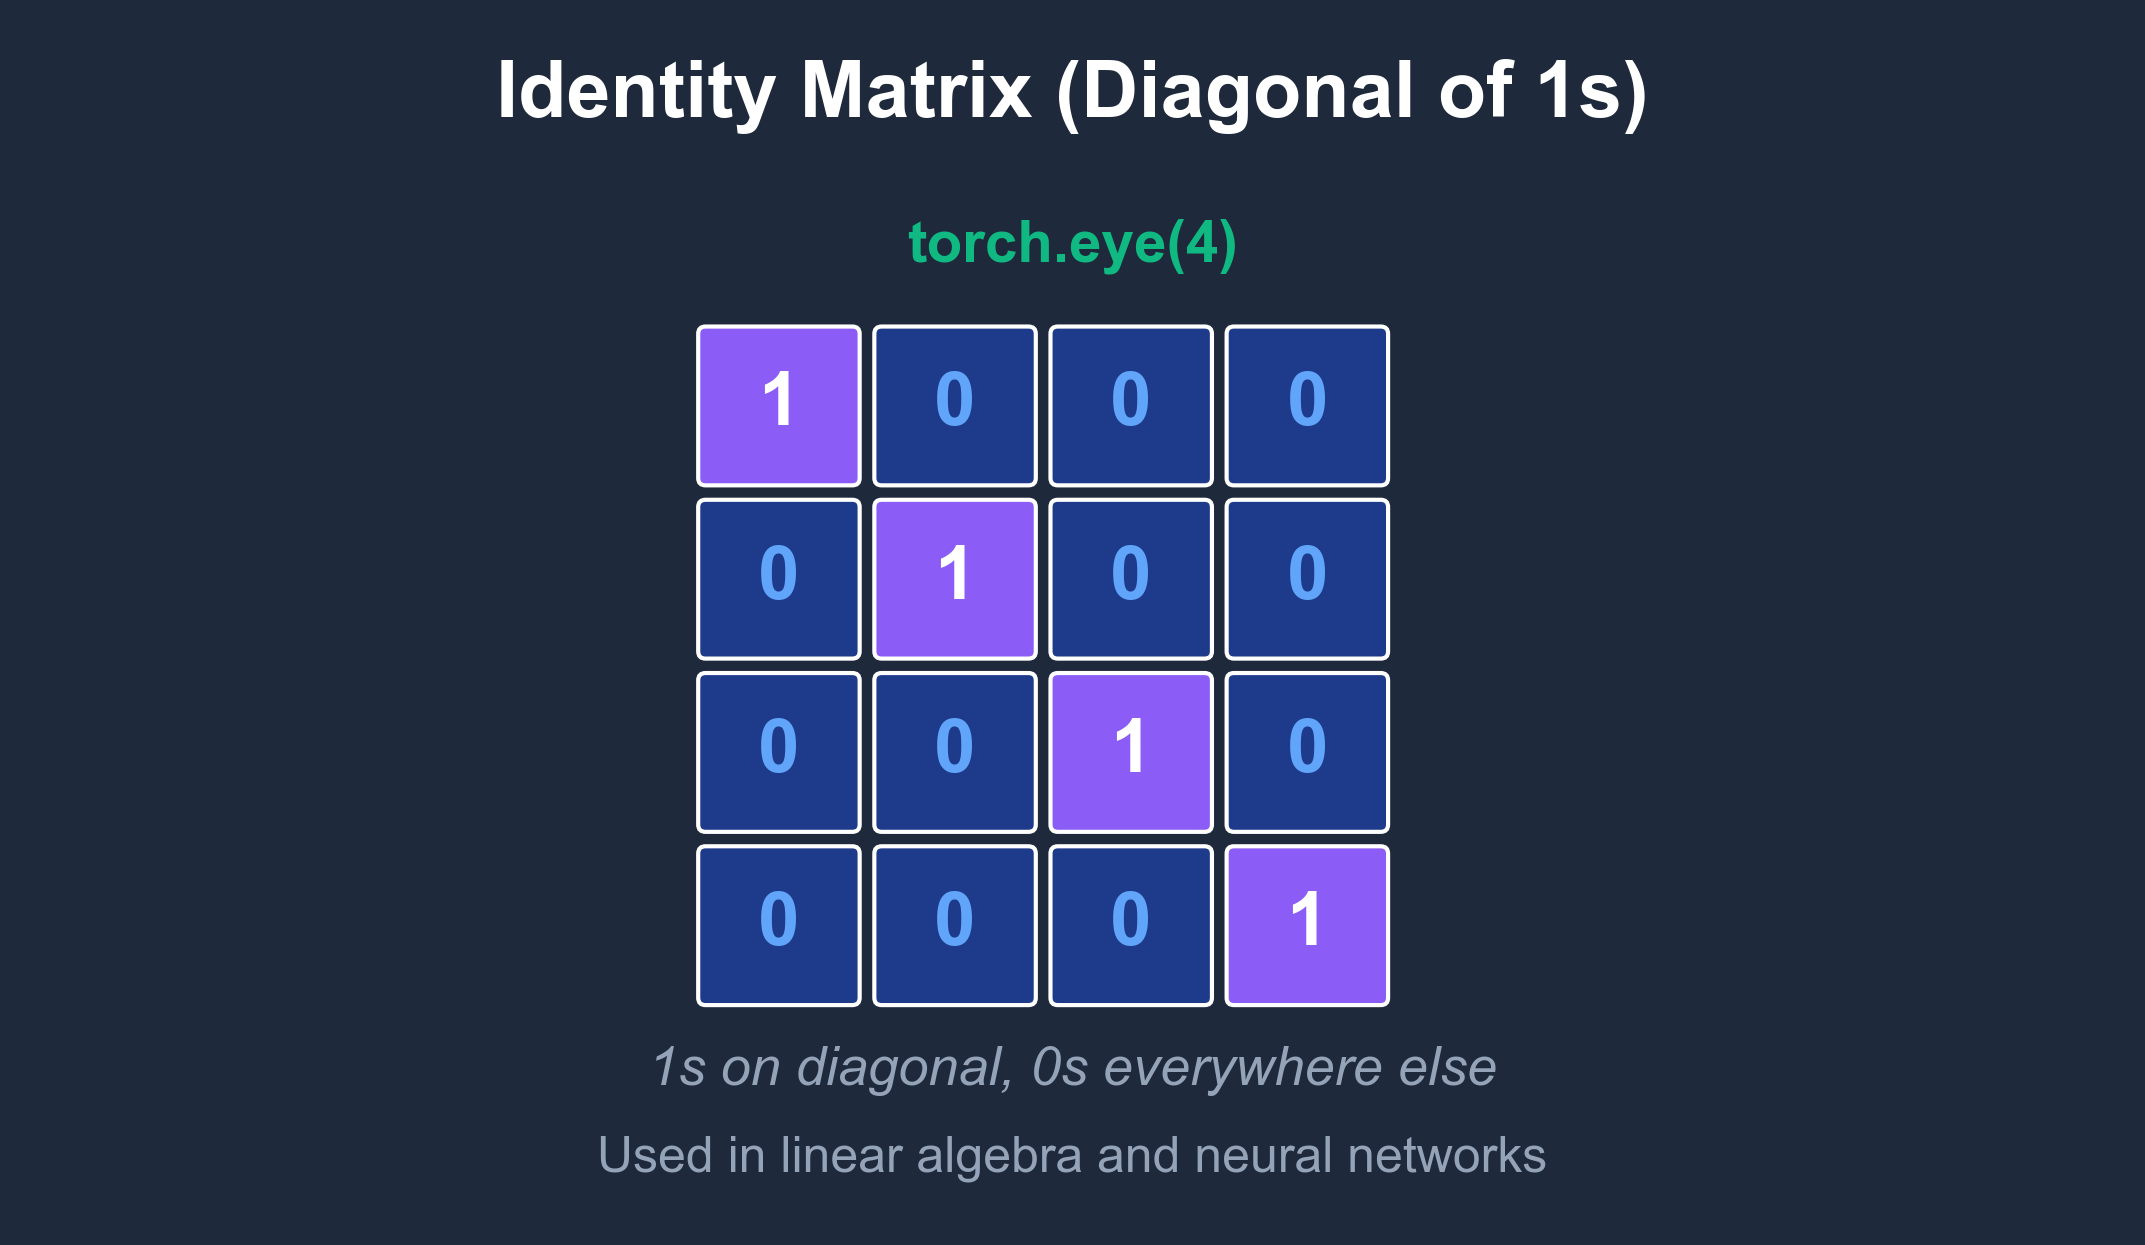 Identity Matrix (Diagonal of 1s)
torch.eye(4)
1 0 0 0
0 1 0 0
0 0 1 0
0 0 0 1
1s on diagonal, 0s everywhere else
Used in linear algebra and neural networks